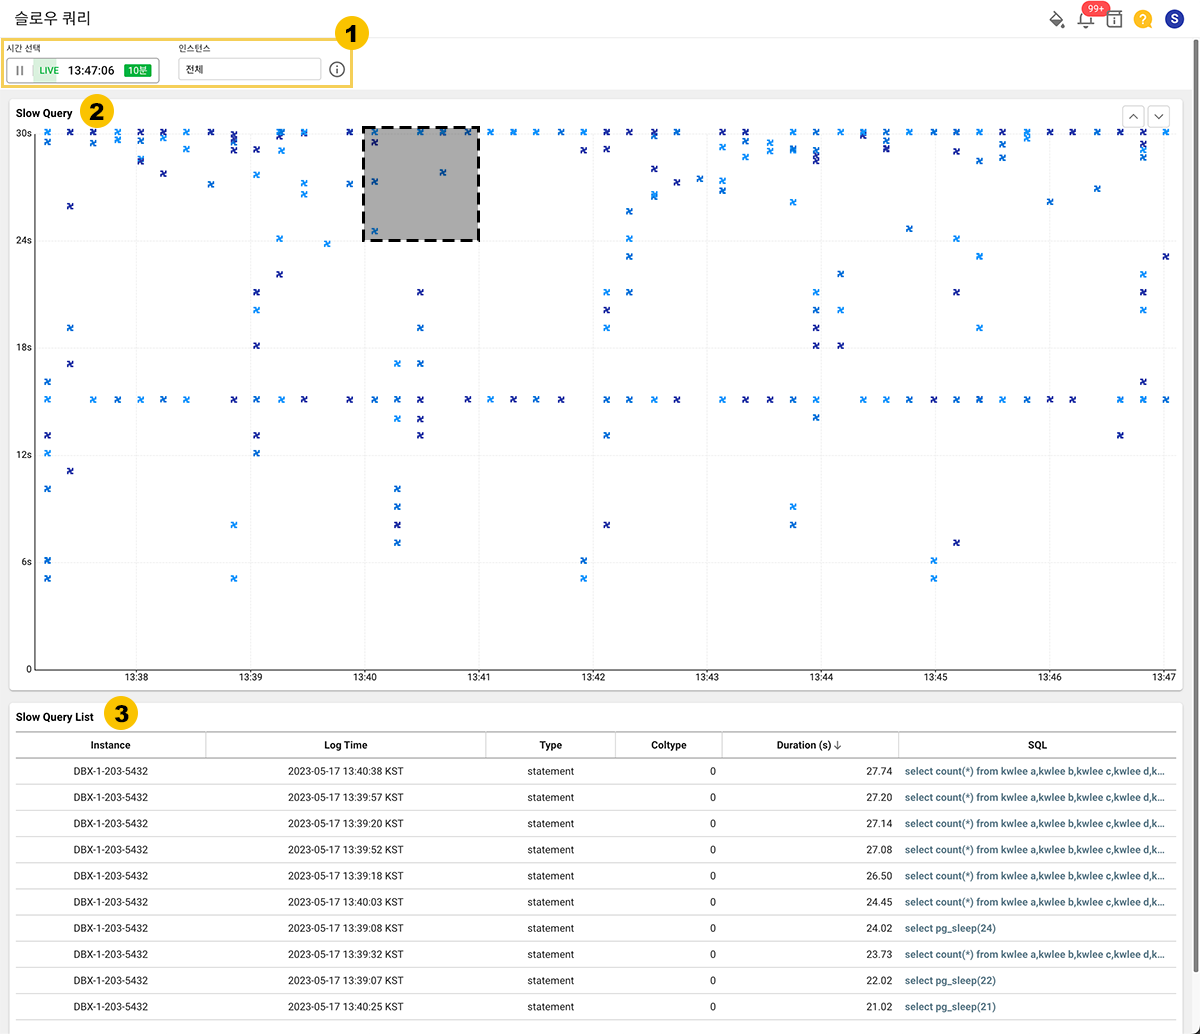 슬로우 쿼리
99+
?
S
1
시간 선택
인스턴스
LIVE 13:47:06 10분
전체
Slow Query 2
30s
24s
18s
12s
6s
0
13:38 13:39 13:40 13:41 13:42 13:43 13:44 13:45 13:46 13:47
Slow Query List 3
Instance Log Time Type Coltype Duration (s) ↓ SQL
DBX-1-203-5432 2023-05-17 13:40:38 KST statement 0 27.74 select count(*) from kwlee a,kwlee b,kwlee c,kwlee d,k...
DBX-1-203-5432 2023-05-17 13:39:57 KST statement 0 27.20 select count(*) from kwlee a,kwlee b,kwlee c,kwlee d,k...
DBX-1-203-5432 2023-05-17 13:39:20 KST statement 0 27.14 select count(*) from kwlee a,kwlee b,kwlee c,kwlee d,k...
DBX-1-203-5432 2023-05-17 13:39:52 KST statement 0 27.08 select count(*) from kwlee a,kwlee b,kwlee c,kwlee d,k...
DBX-1-203-5432 2023-05-17 13:39:18 KST statement 0 26.50 select count(*) from kwlee a,kwlee b,kwlee c,kwlee d,k...
DBX-1-203-5432 2023-05-17 13:40:03 KST statement 0 24.45 select count(*) from kwlee a,kwlee b,kwlee c,kwlee d,k...
DBX-1-203-5432 2023-05-17 13:39:08 KST statement 0 24.02 select pg_sleep(24)
DBX-1-203-5432 2023-05-17 13:39:32 KST statement 0 23.73 select count(*) from kwlee a,kwlee b,kwlee c,kwlee d,k...
DBX-1-203-5432 2023-05-17 13:39:07 KST statement 0 22.02 select pg_sleep(22)
DBX-1-203-5432 2023-05-17 13:40:25 KST statement 0 21.02 select pg_sleep(21)